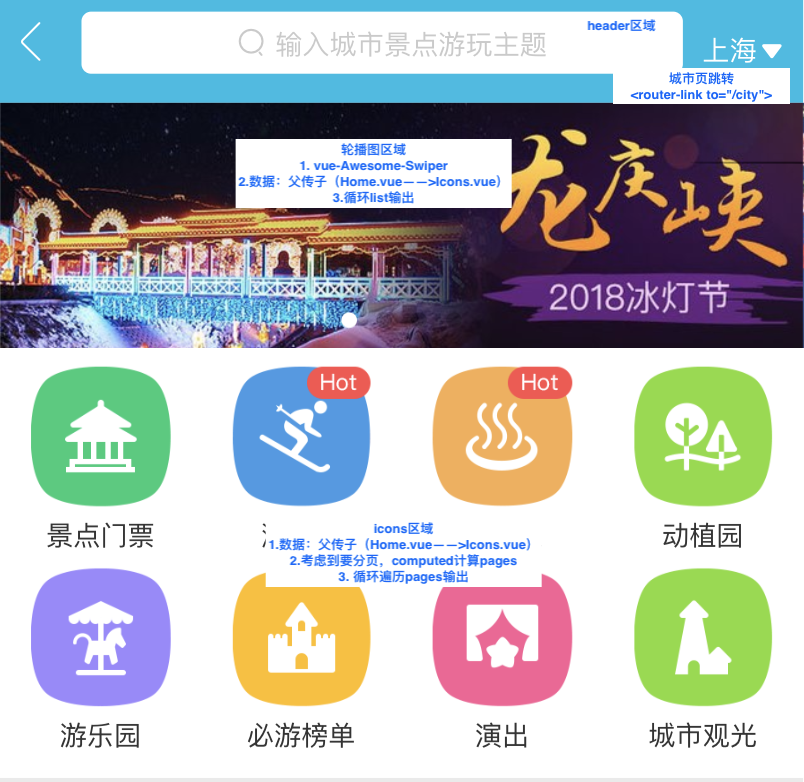 header区域
输入城市景点游玩主题
上海
城市页跳转
<router-link to="/city">
轮播图区域
1. vue-Awesome-Swiper
2.数据：父传子（Home.vue——>Icons.vue）
3.循环list输出
龙庆峡
2018冰灯节
Hot
Hot
景点门票
动植园
icons区域
1.数据：父传子（Home.vue——>Icons.vue）
2.考虑到要分页，computed计算pages
3. 循环遍历pages输出
游乐园
必游榜单
演出
城市观光